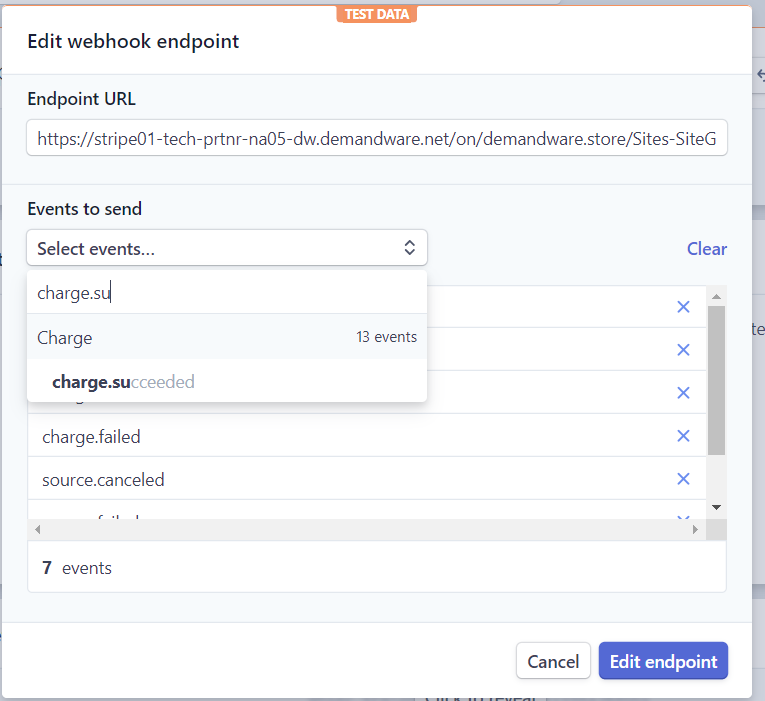 TEST DATA
Edit webhook endpoint
Endpoint URL
https://stripe01-tech-prtnr-na05-dw.demandware.net/on/demandware.store/Sites-SiteG
Events to send
Select events...
Clear
charge.su
Charge 13 events
charge.succeeded
charge.failed
source.canceled
7 events
Cancel Edit endpoint